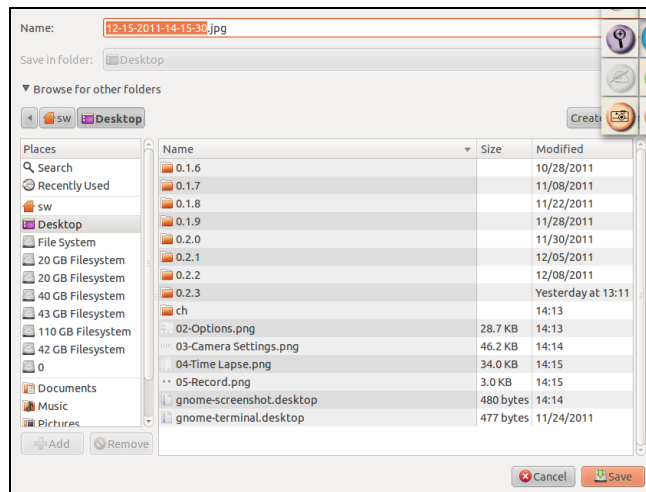 Name: 12-15-2011-14-15-30.jpg
Save in folder: Desktop
Browse for other folders
sw Desktop Create
Places Name Size Modified
Search 0.1.6 10/28/2011
Recently Used 0.1.7 11/08/2011
sw 0.1.8 11/22/2011
Desktop 0.1.9 11/28/2011
File System 0.2.0 11/30/2011
20 GB Filesystem 0.2.1 12/05/2011
20 GB Filesystem 0.2.2 12/08/2011
40 GB Filesystem 0.2.3 Yesterday at 13:11
43 GB Filesystem ch 14:13
110 GB Filesystem 02-Options.png 28.7 KB 14:13
42 GB Filesystem 03-Camera Settings.png 46.2 KB 14:14
0 04-Time Lapse.png 34.0 KB 14:15
Documents 05-Record.png 3.0 KB 14:15
Music gnome-screenshot.desktop 480 bytes 14:14
Pictures gnome-terminal.desktop 477 bytes 11/24/2011
Add Remove
Cancel Save